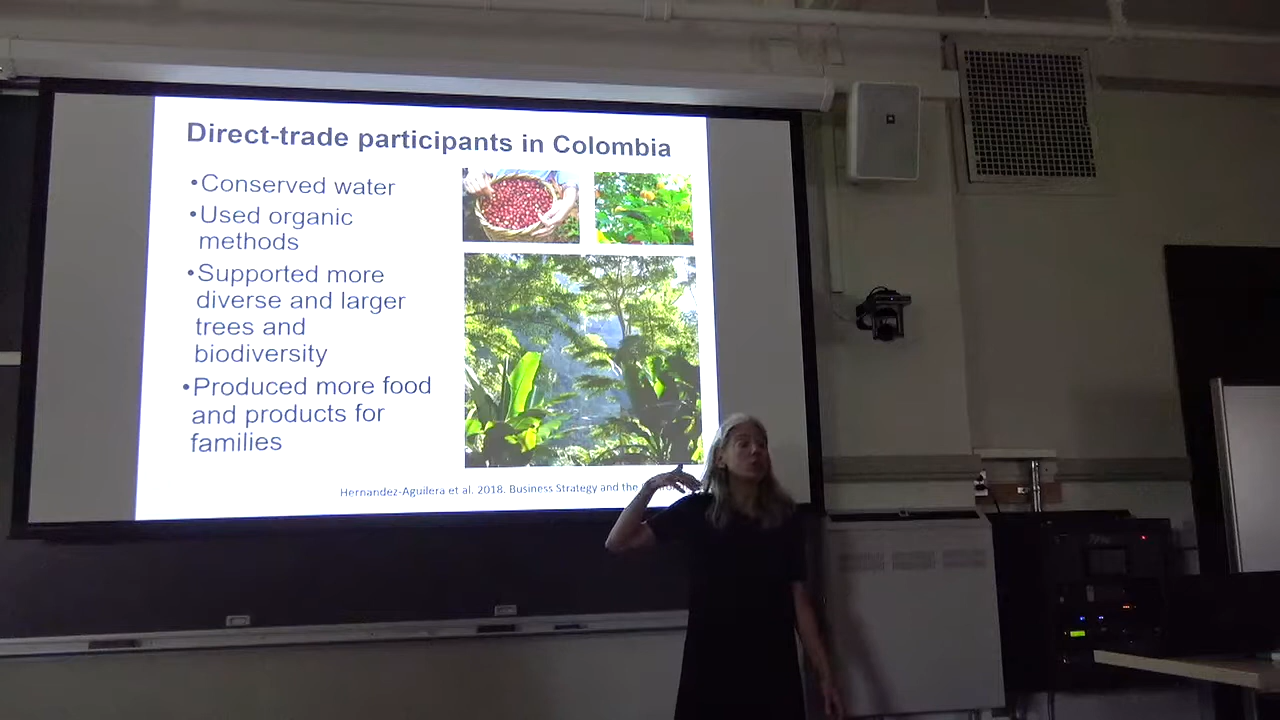 Direct-trade participants in Colombia
•Conserved water
•Used organic
methods
•Supported more
diverse and larger
trees and
biodiversity
•Produced more food
and products for
families
Hernandez-Aguilera et al. 2018. Business Strategy and the